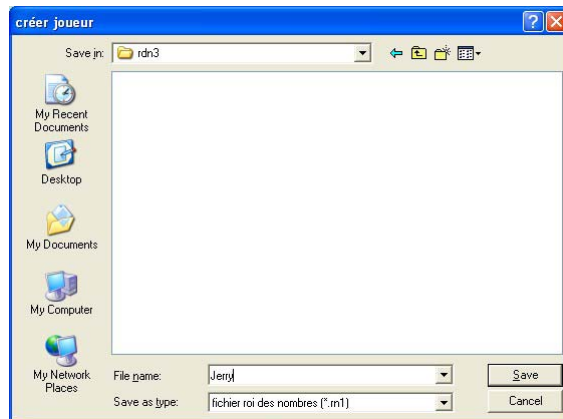 créer joueur
Save in: rdn3
My Recent Documents
Desktop
My Documents
My Computer
My Network Places
File name: Jerry Save
Save as type: fichier roi des nombres (*.rn1) Cancel